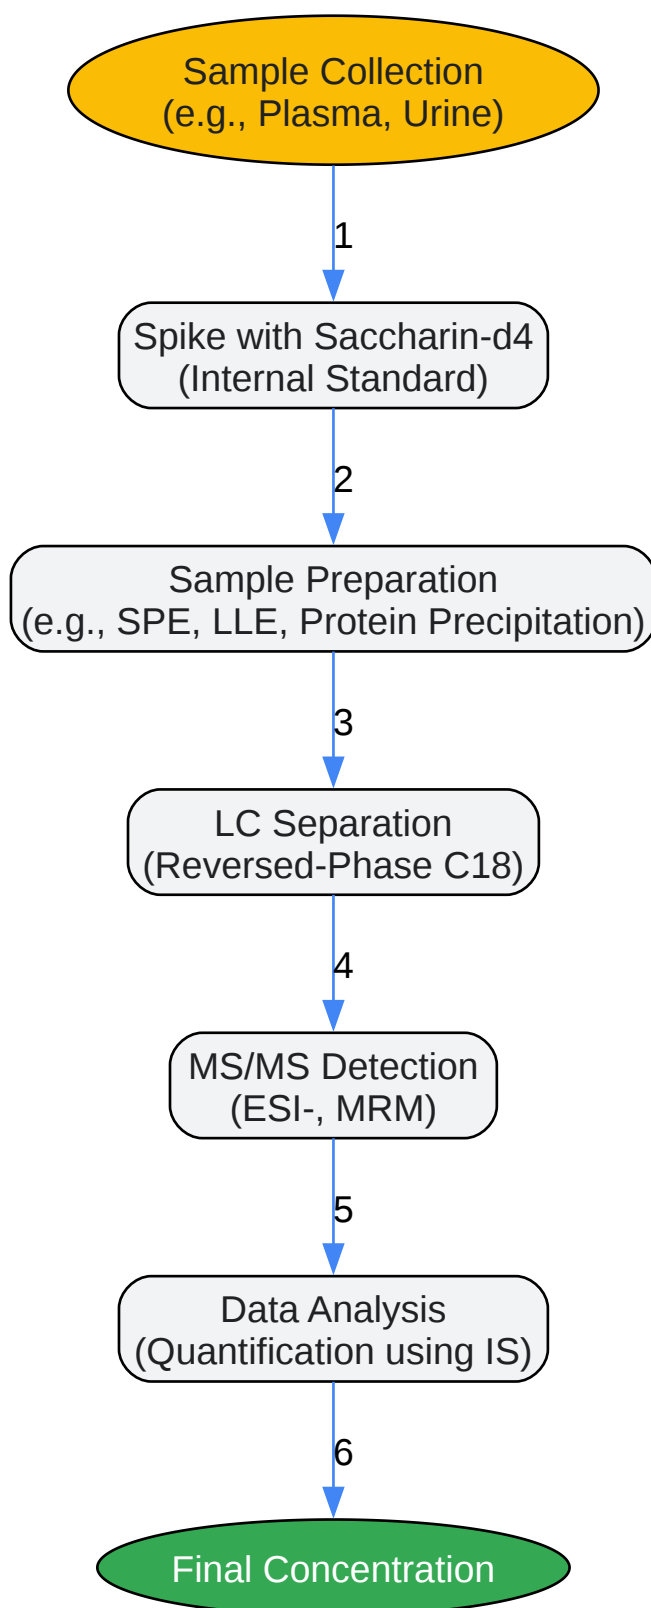 Sample Collection
(e.g., Plasma, Urine)
1
Spike with Saccharin-d4
(Internal Standard)
2
Sample Preparation
(e.g., SPE, LLE, Protein Precipitation)
3
LC Separation
(Reversed-Phase C18)
4
MS/MS Detection
(ESI-, MRM)
5
Data Analysis
(Quantification using IS)
6
Final Concentration